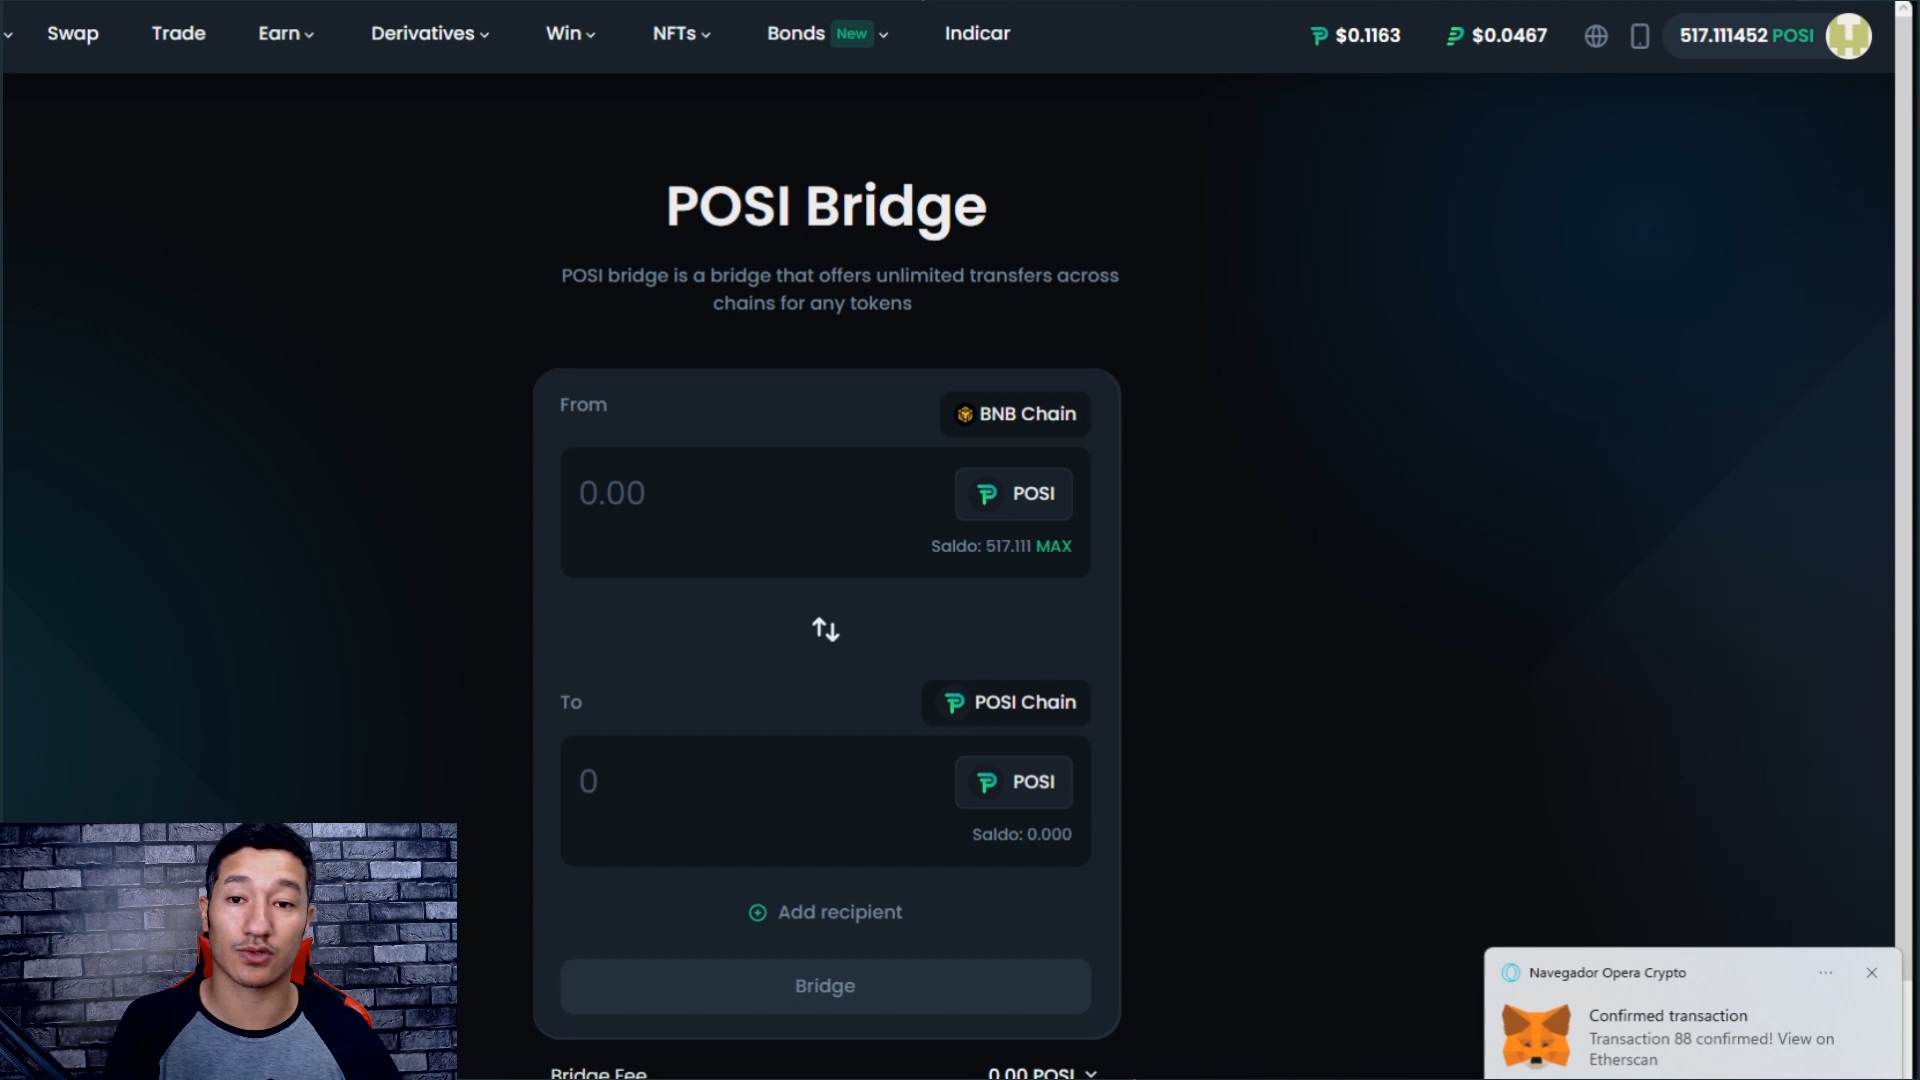 Swap Trade Earn Derivatives Win NFTs Bonds New Indicar $0.1163 $0.0467 517.111452 POSI
POSI Bridge
POSI bridge is a bridge that offers unlimited transfers across
chains for any tokens
From BNB Chain
0.00 POSI
Saldo: 517.111 MAX
To POSI Chain
0 POSI
Saldo: 0.000
Add recipient
Bridge
Bridge Fee 0.00 POSI
Navegador Opera Crypto
Confirmed transaction
Transaction 88 confirmed! View on
Etherscan